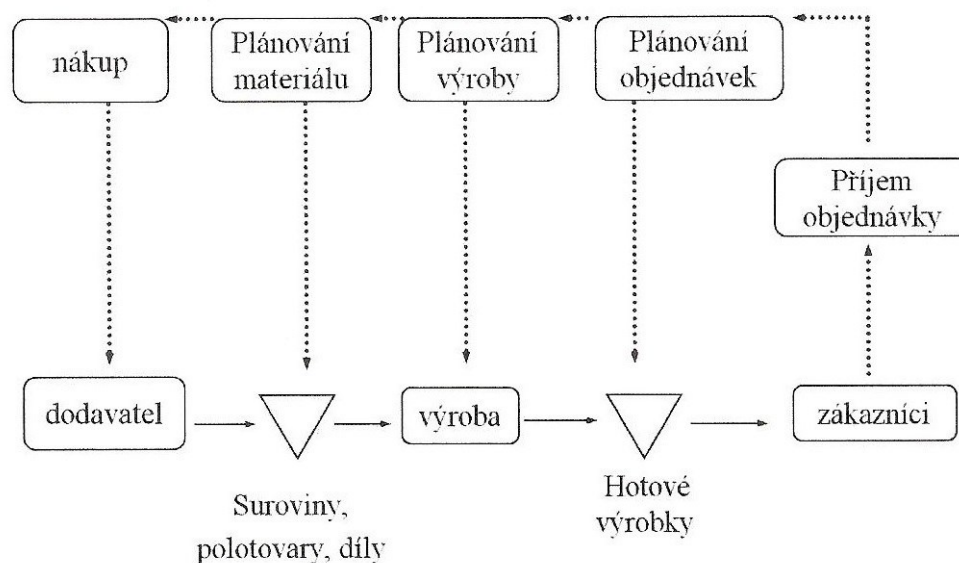 nákup
Plánování
materiálu
Plánování
výroby
Plánování
objednávek
Příjem
objednávky
dodavatel
výroba
zákazníci
Suroviny,
polotovary, díly
Hotové
výrobky